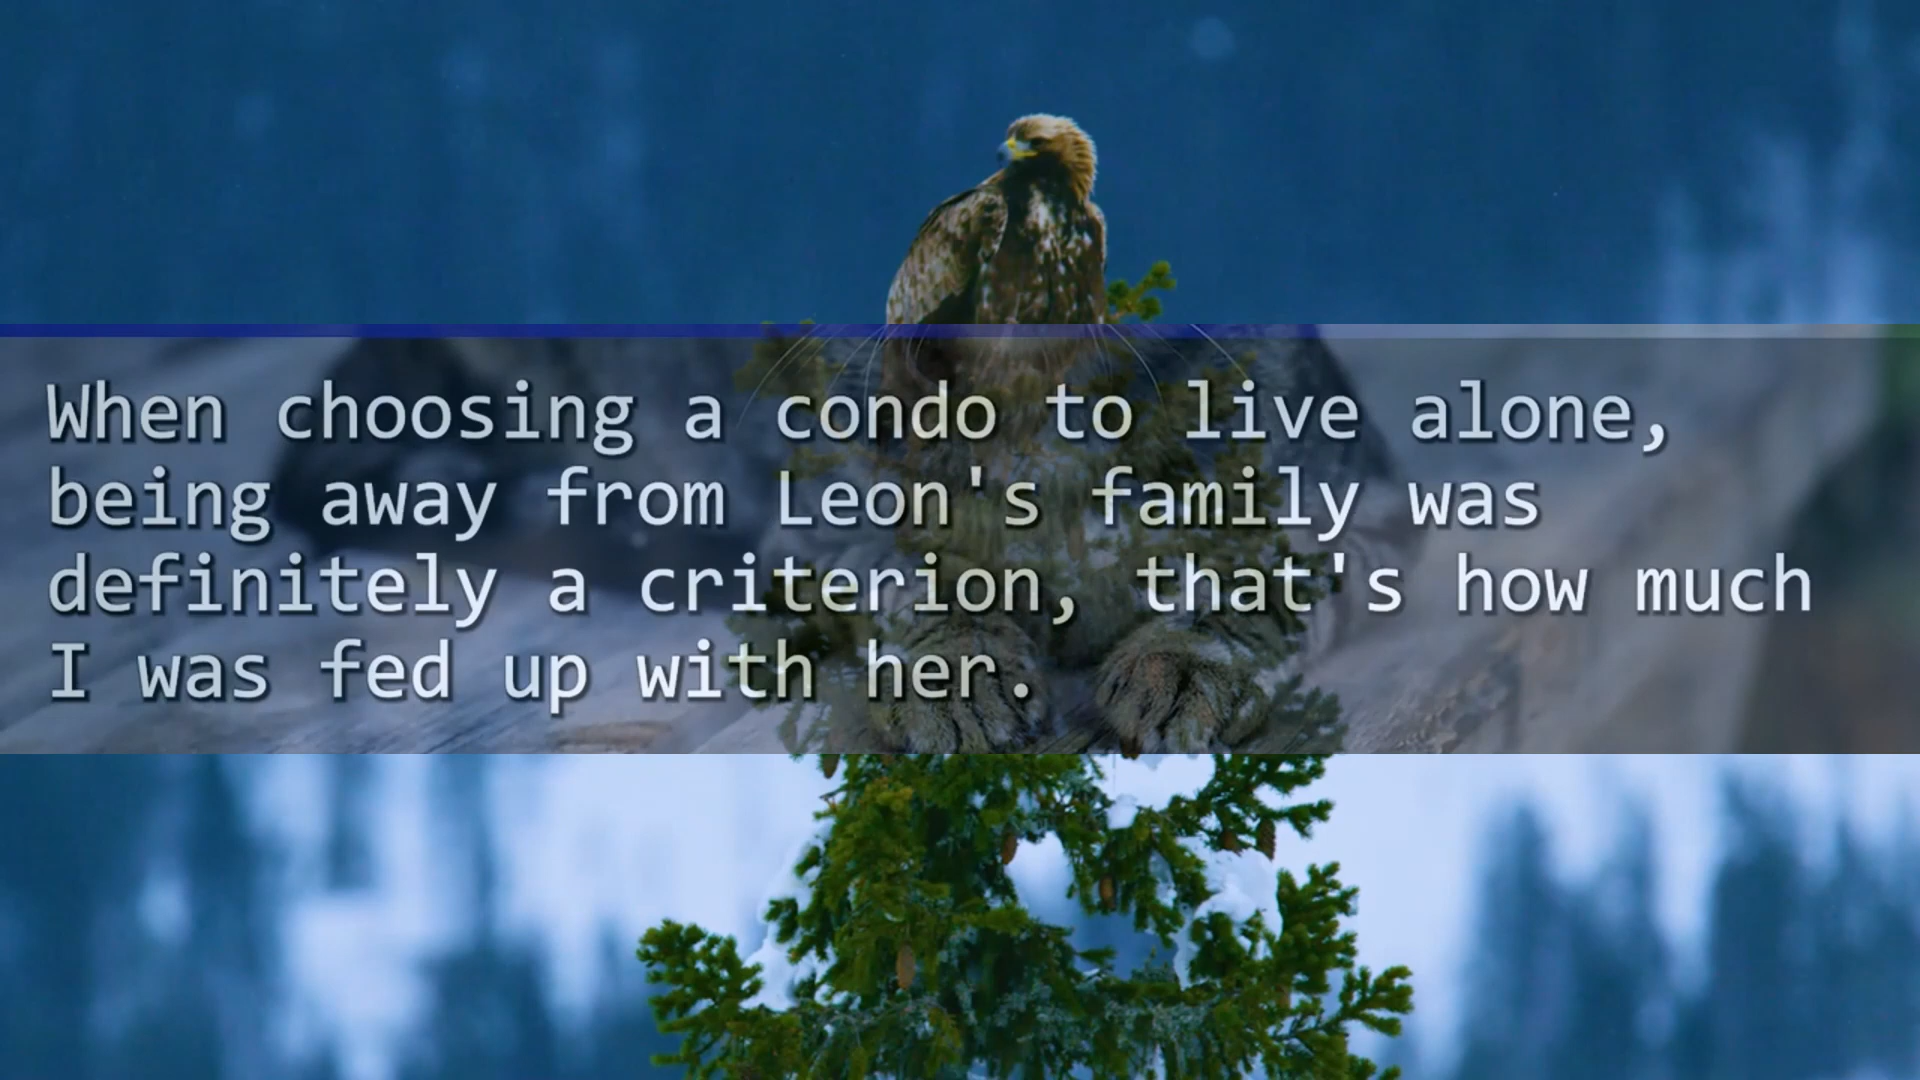 When choosing a condo to live alone,
being away from Leon's family was
definitely a criterion, that's how much
I was fed up with her.